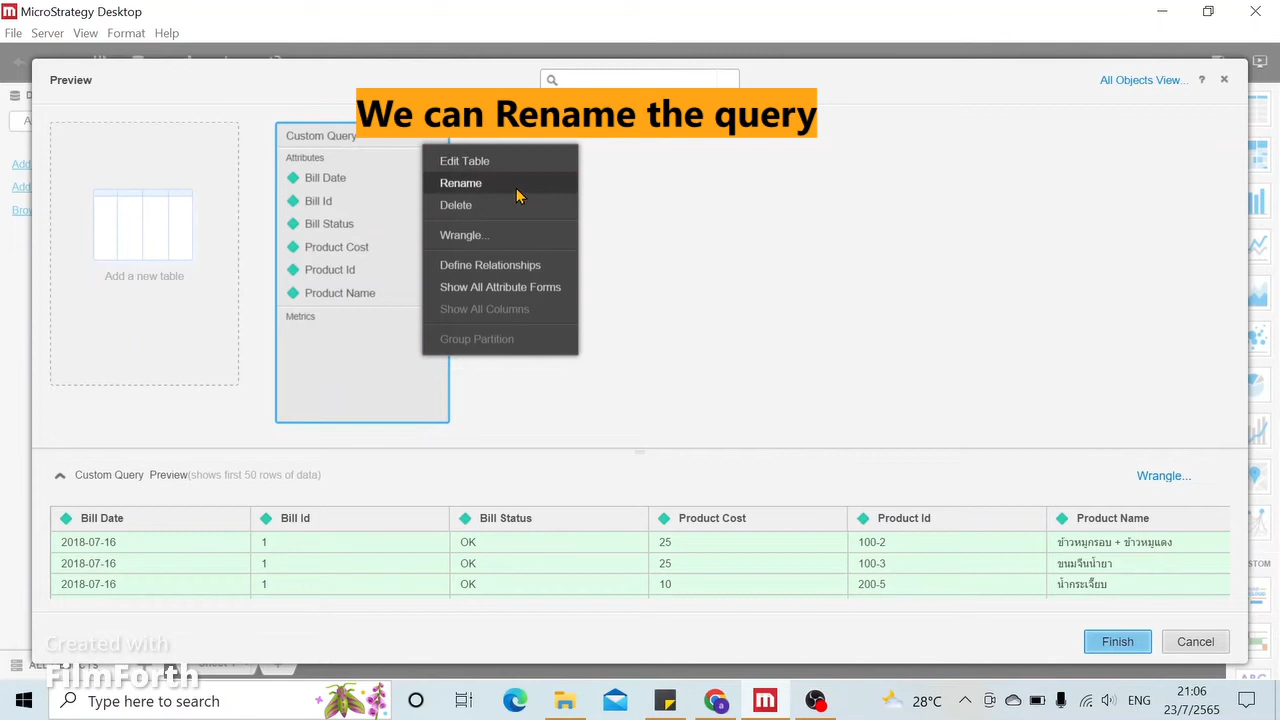 MicroStrategy Desktop
File Server View Format Help
Preview
All Objects View... ? ×
We can Rename the query
Custom Query
Attributes
Bill Date
Bill Id
Bill Status
Product Cost
Product Id
Product Name
Metrics
Add a new table
Edit Table
Rename
Delete
Wrangle...
Define Relationships
Show All Attribute Forms
Show All Columns
Group Partition
Custom Query Preview(shows first 50 rows of data)
Wrangle...
Bill Date Bill Id Bill Status Product Cost Product Id Product Name
2018-07-16 1 OK 25 100-2 ข้าวหมูกรอบ + ข้าวหมูแดง
2018-07-16 1 OK 25 100-3 ขนมจีนน้ำยา
2018-07-16 1 OK 10 200-5 น้ำกระเจี๊ยบ
Finish Cancel
Created with
FilmForth
Type here to search
28°C
ENG
21:06
23/7/2565